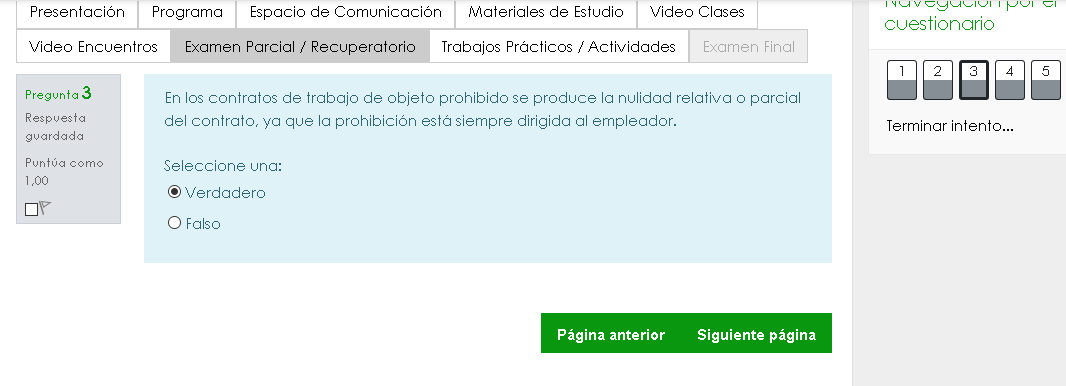 Presentación Programa Espacio de Comunicación Materiales de Estudio Video Clases
Video Encuentros Examen Parcial / Recuperatorio Trabajos Prácticos / Actividades Examen Final
Pregunta 3
Respuesta
guardada
Puntúa como
1,00
En los contratos de trabajo de objeto prohibido se produce la nulidad relativa o parcial
del contrato, ya que la prohibición está siempre dirigida al empleador.
Seleccione una:
Verdadero
Falso
Página anterior Siguiente página
Navegación por el
cuestionario
1 2 3 4 5
Terminar intento...